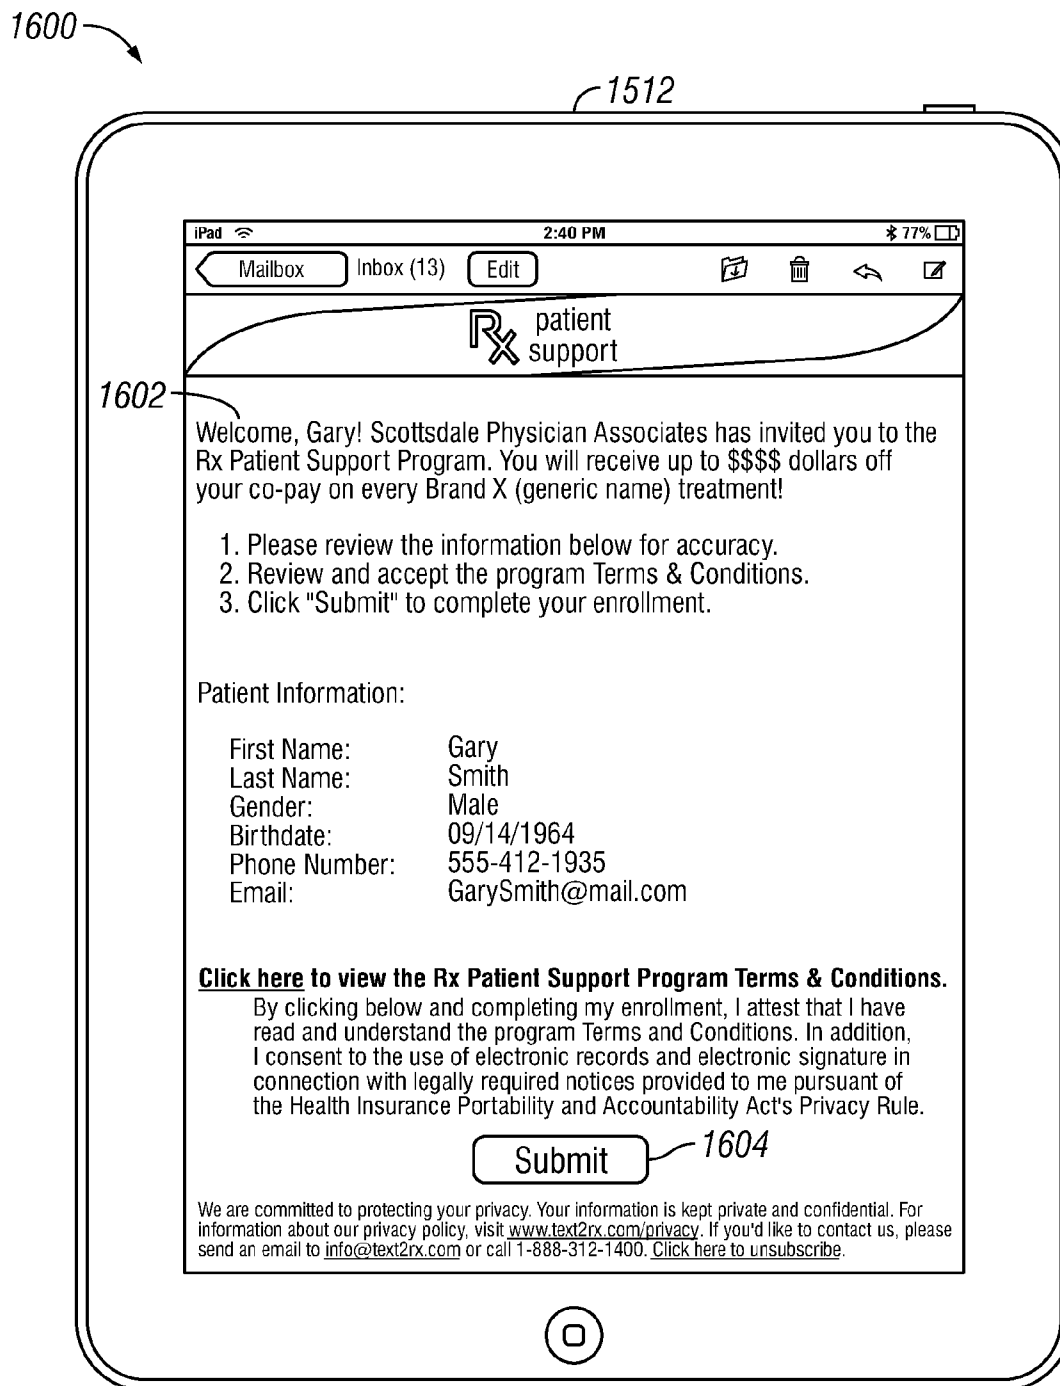 1600
1512
iPad 2:40 PM 77%
Mailbox Inbox (13) Edit
Rx patient
support
1602
Welcome, Gary! Scottsdale Physician Associates has invited you to the
Rx Patient Support Program. You will receive up to $$$$ dollars off
your co-pay on every Brand X (generic name) treatment!
1. Please review the information below for accuracy.
2. Review and accept the program Terms & Conditions.
3. Click "Submit" to complete your enrollment.
Patient Information:
First Name: Gary
Last Name: Smith
Gender: Male
Birthdate: 09/14/1964
Phone Number: 555-412-1935
Email: GarySmith@mail.com
Click here to view the Rx Patient Support Program Terms & Conditions.
By clicking below and completing my enrollment, I attest that I have
read and understand the program Terms and Conditions. In addition,
I consent to the use of electronic records and electronic signature in
connection with legally required notices provided to me pursuant of
the Health Insurance Portability and Accountability Act's Privacy Rule.
Submit 1604
We are committed to protecting your privacy. Your information is kept private and confidential. For
information about our privacy policy, visit www.text2rx.com/privacy. If you'd like to contact us, please
send an email to info@text2rx.com or call 1-888-312-1400. Click here to unsubscribe.